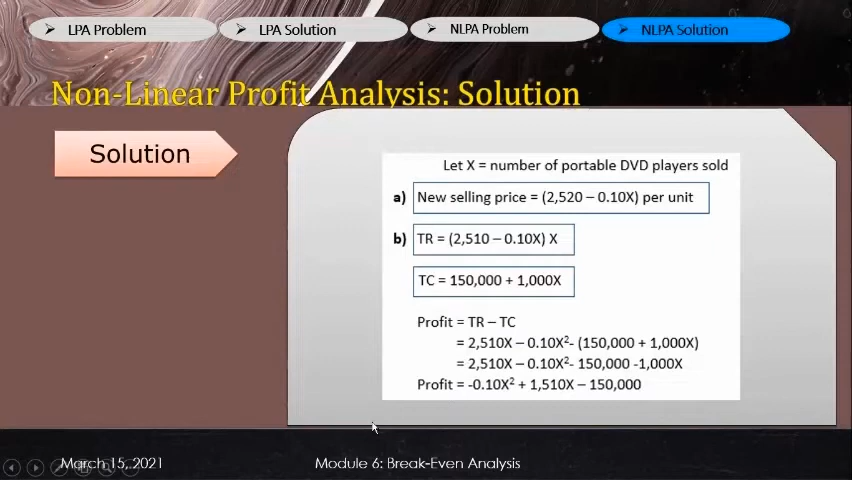 LPA Problem
LPA Solution
NLPA Problem
NLPA Solution
Non-Linear Profit Analysis: Solution
Solution
Let X = number of portable DVD players sold
a) New selling price = (2,520 – 0.10X) per unit
b) TR = (2,510 – 0.10X) X
TC = 150,000 + 1,000X
Profit = TR – TC
= 2,510X – 0.10X²- (150,000 + 1,000X)
= 2,510X – 0.10X²- 150,000 -1,000X
Profit = -0.10X² + 1,510X – 150,000
March 15, 2021
Module 6: Break-Even Analysis